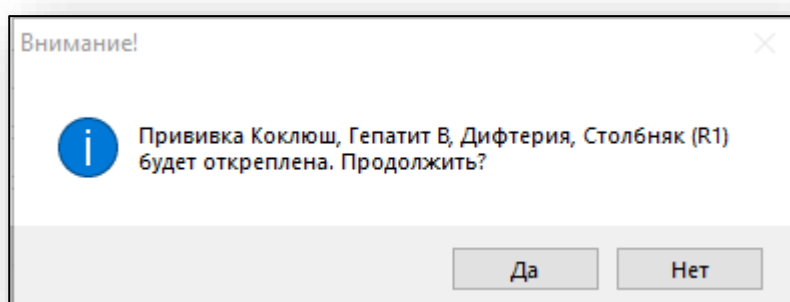 Внимание!
Прививка Коклюш, Гепатит В, Дифтерия, Столбняк (R1)
будет откреплена. Продолжить?
Да
Нет